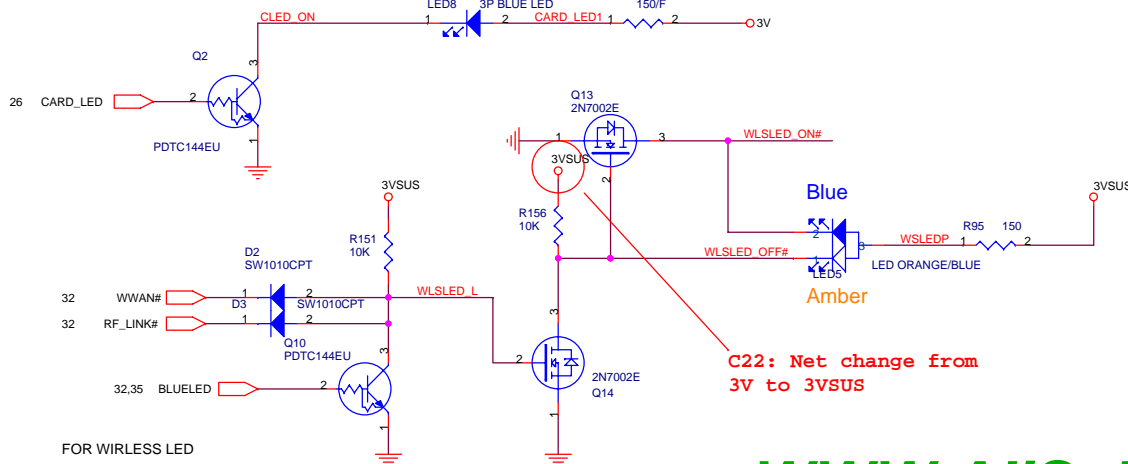 CLED_ON
1
LED8
3P BLUE LED
2
CARD_LED1
1
150/F
2
3V
Q2
3
26 CARD_LED
2
PDTC144EU
1
Q13
2N7002E
1
3
WLSLED_ON#
2
3VSUS
3VSUS
R156
10K
Blue
3VSUS
R95 150
2
WSLEDP
1
2
3
WLSLED_OFF#
1
LED5
LED ORANGE/BLUE
Amber
R151
10K
D2
SW1010CPT
32 WWAN#
1
2
WLSLED_L
D3
SW1010CPT
32 RF_LINK#
1
2
Q10
PDTC144EU
3
32,35 BLUELED
2
1
3
2
2N7002E
Q14
1
C22: Net change from
3V to 3VSUS
FOR WIRLESS LED